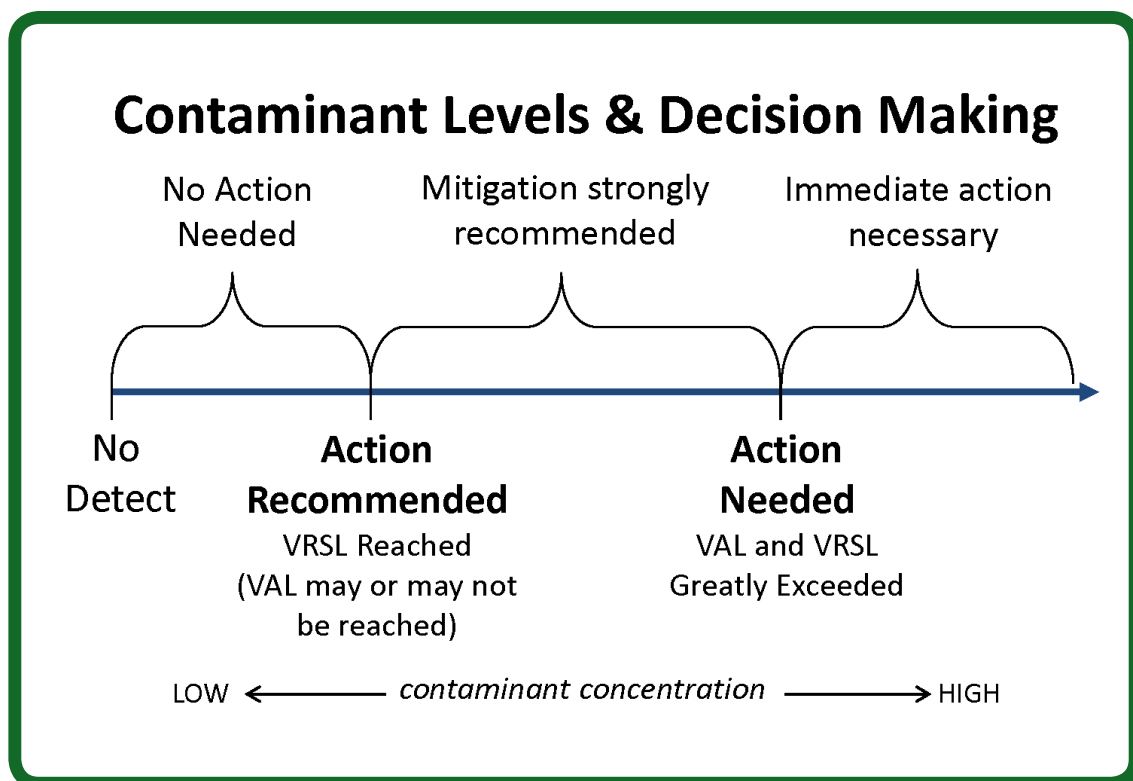 Contaminant Levels & Decision Making
No Action
Needed
Mitigation strongly
recommended
Immediate action
necessary
No
Detect
Action
Recommended
VRSL Reached
(VAL may or may not
be reached)
Action
Needed
VAL and VRSL
Greatly Exceeded
LOW
contaminant concentration
HIGH